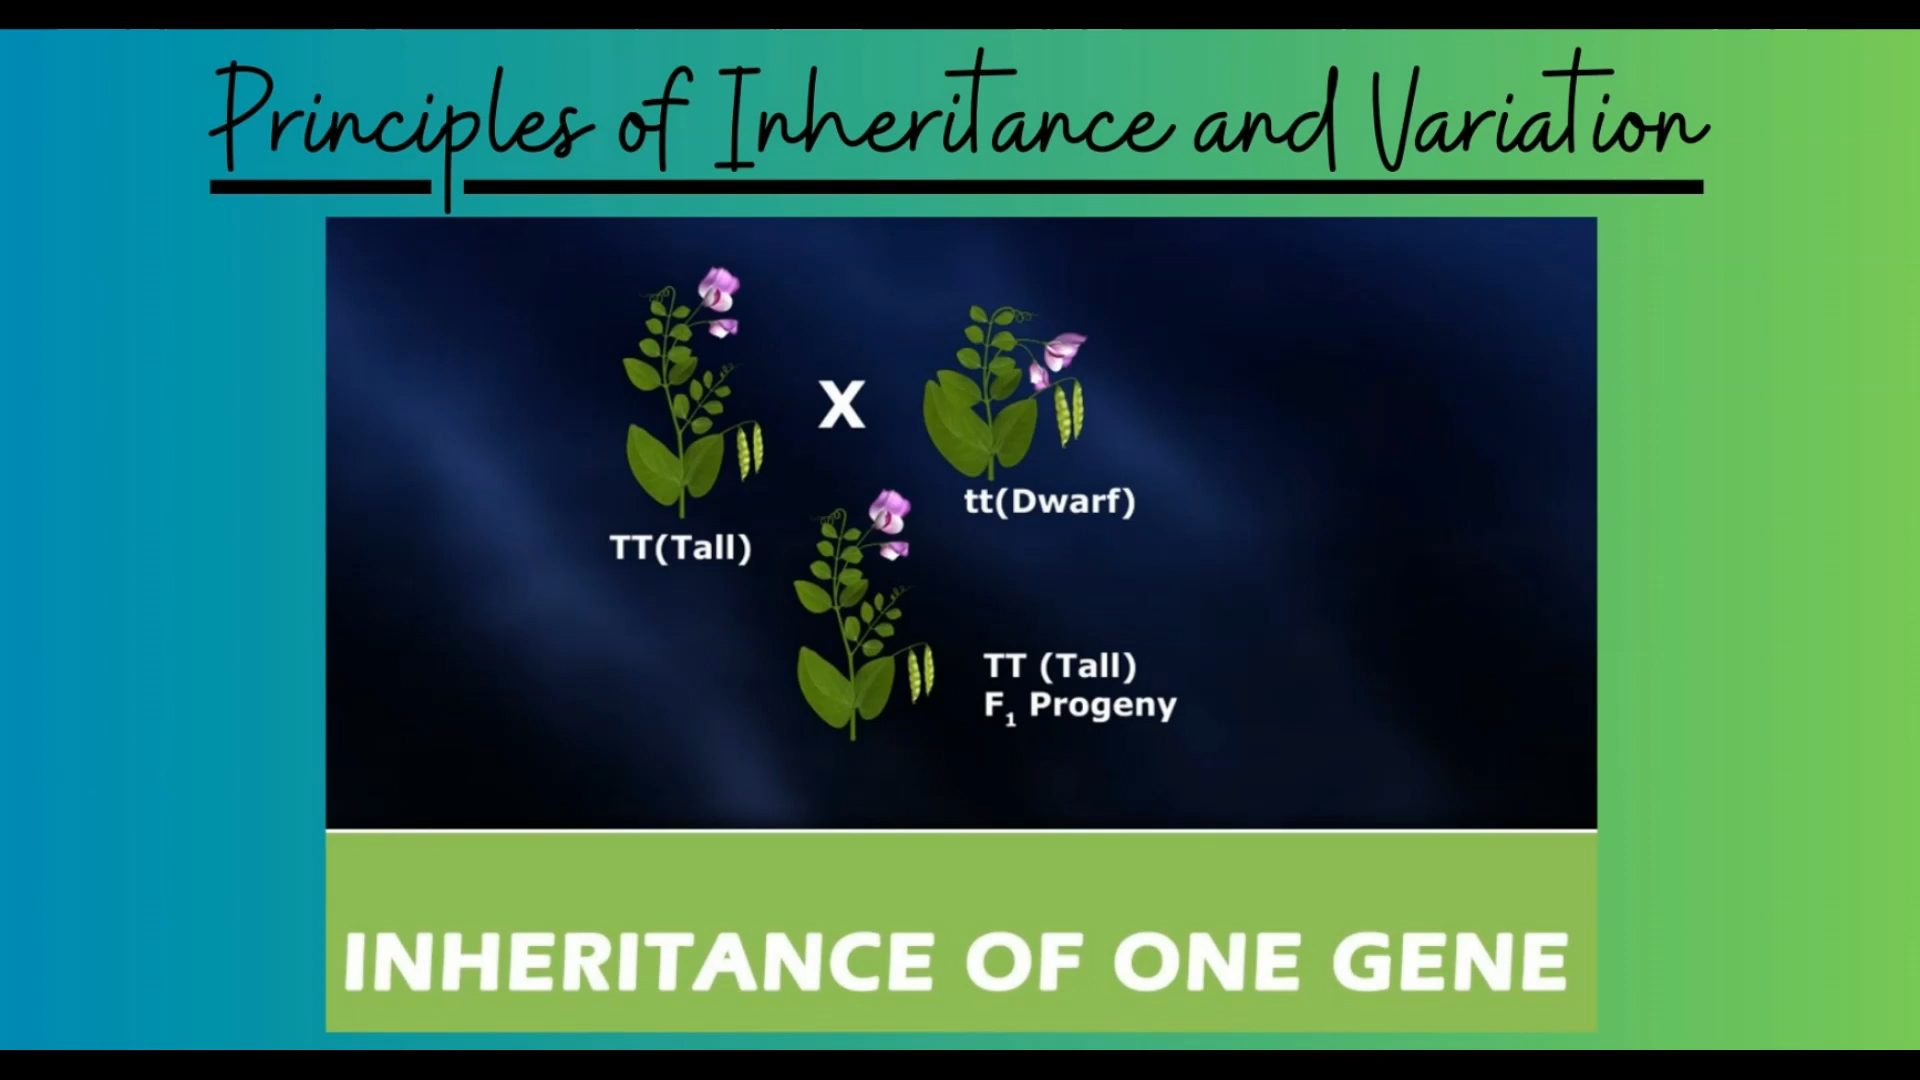 Principles of Inheritance and Variation
X
tt(Dwarf)
TT(Tall)
TT (Tall)
F₁ Progeny
INHERITANCE OF ONE GENE